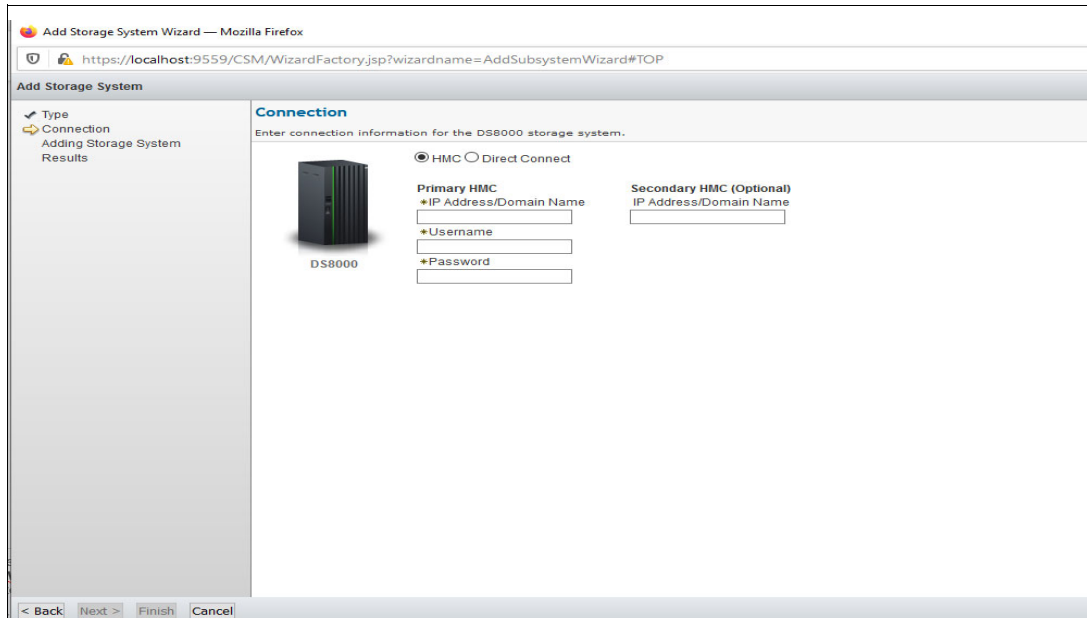 Add Storage System Wizard — Mozilla Firefox
https://localhost:9559/CSM/WizardFactory.jsp?wizardname=AddSubsystemWizard#TOP
Add Storage System
Type
Connection
Adding Storage System
Results
Connection
Enter connection information for the DS8000 storage system.
HMC Direct Connect
Primary HMC
*IP Address/Domain Name
*Username
*Password
Secondary HMC (Optional)
IP Address/Domain Name
DS8000
< Back Next > Finish Cancel